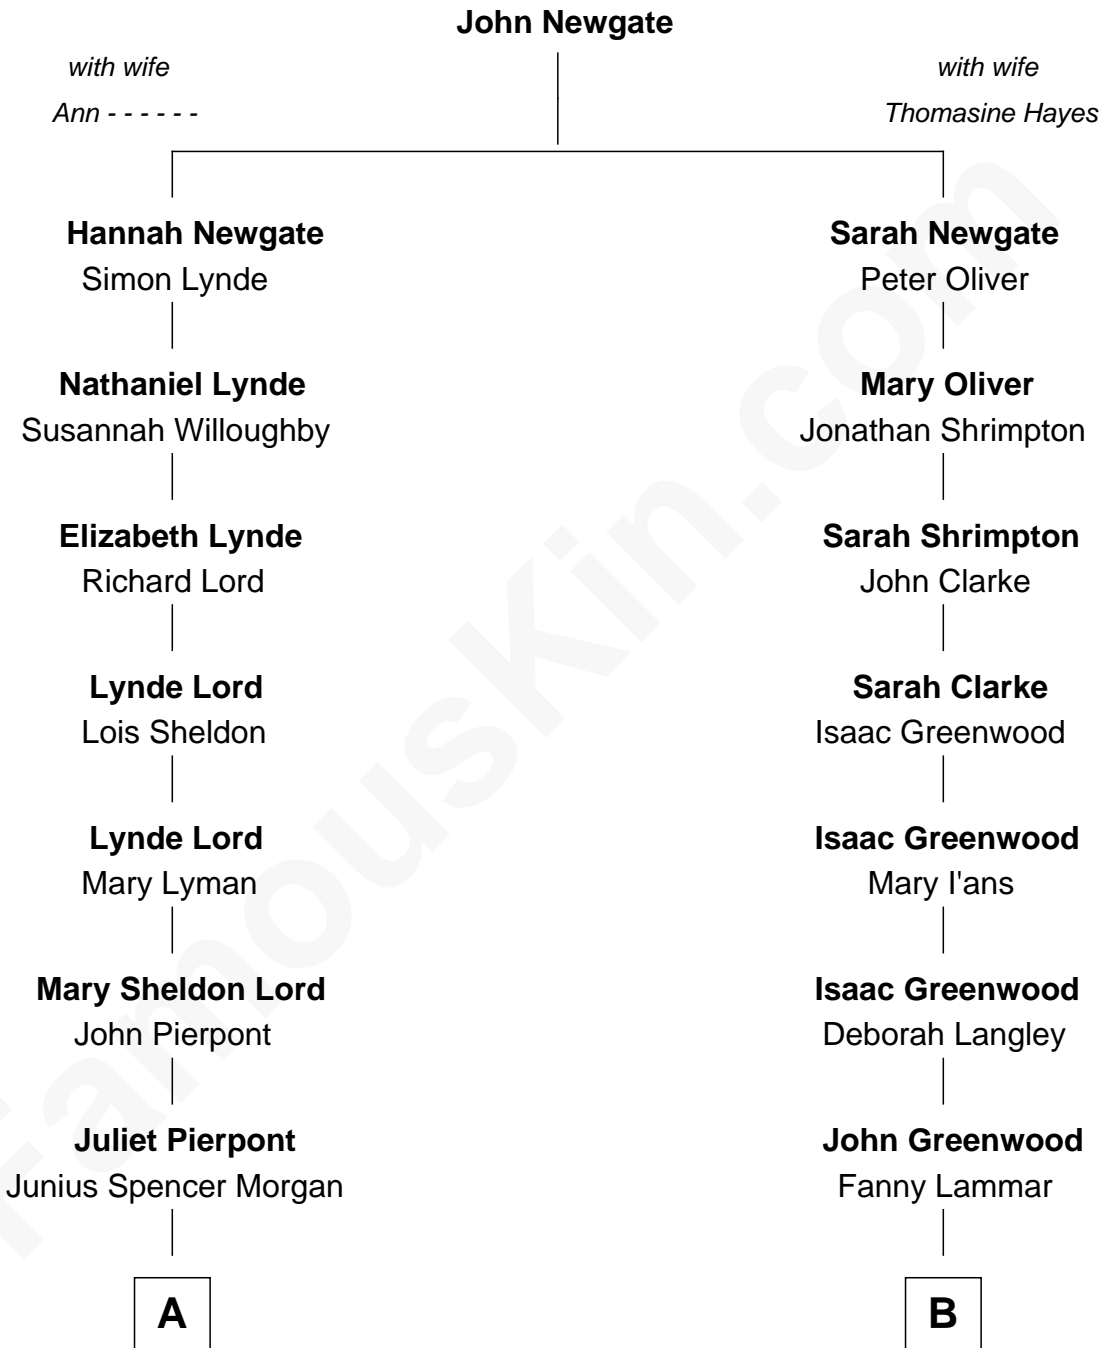 John Newgate
with wife
Ann - - - - - -
with wife
Thomasine Hayes
Hannah Newgate
Simon Lynde
Sarah Newgate
Peter Oliver
Nathaniel Lynde
Susannah Willoughby
Mary Oliver
Jonathan Shrimpton
Elizabeth Lynde
Richard Lord
Sarah Shrimpton
John Clarke
Lynde Lord
Lois Sheldon
Sarah Clarke
Isaac Greenwood
Lynde Lord
Mary Lyman
Isaac Greenwood
Mary I'ans
Mary Sheldon Lord
John Pierpont
Isaac Greenwood
Deborah Langley
Juliet Pierpont
Junius Spencer Morgan
John Greenwood
Fanny Lammar
A
B
FamousKin.com